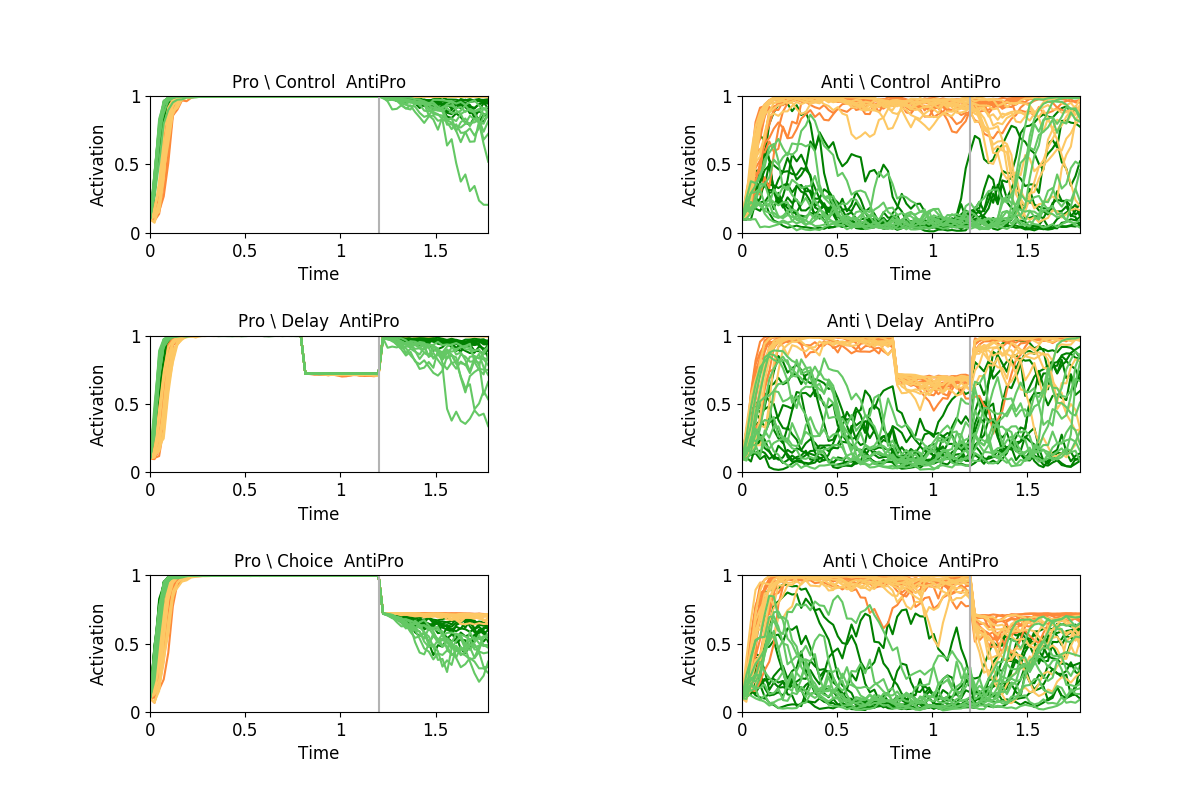 Pro \ Control  AntiPro
Activation
1
0.5
0
0
0.5
1
1.5
Time
Anti \ Control  AntiPro
Activation
1
0.5
0
0
0.5
1
1.5
Time
Pro \ Delay  AntiPro
Activation
1
0.5
0
0
0.5
1
1.5
Time
Anti \ Delay  AntiPro
Activation
1
0.5
0
0
0.5
1
1.5
Time
Pro \ Choice  AntiPro
Activation
1
0.5
0
0
0.5
1
1.5
Time
Anti \ Choice  AntiPro
Activation
1
0.5
0
0
0.5
1
1.5
Time